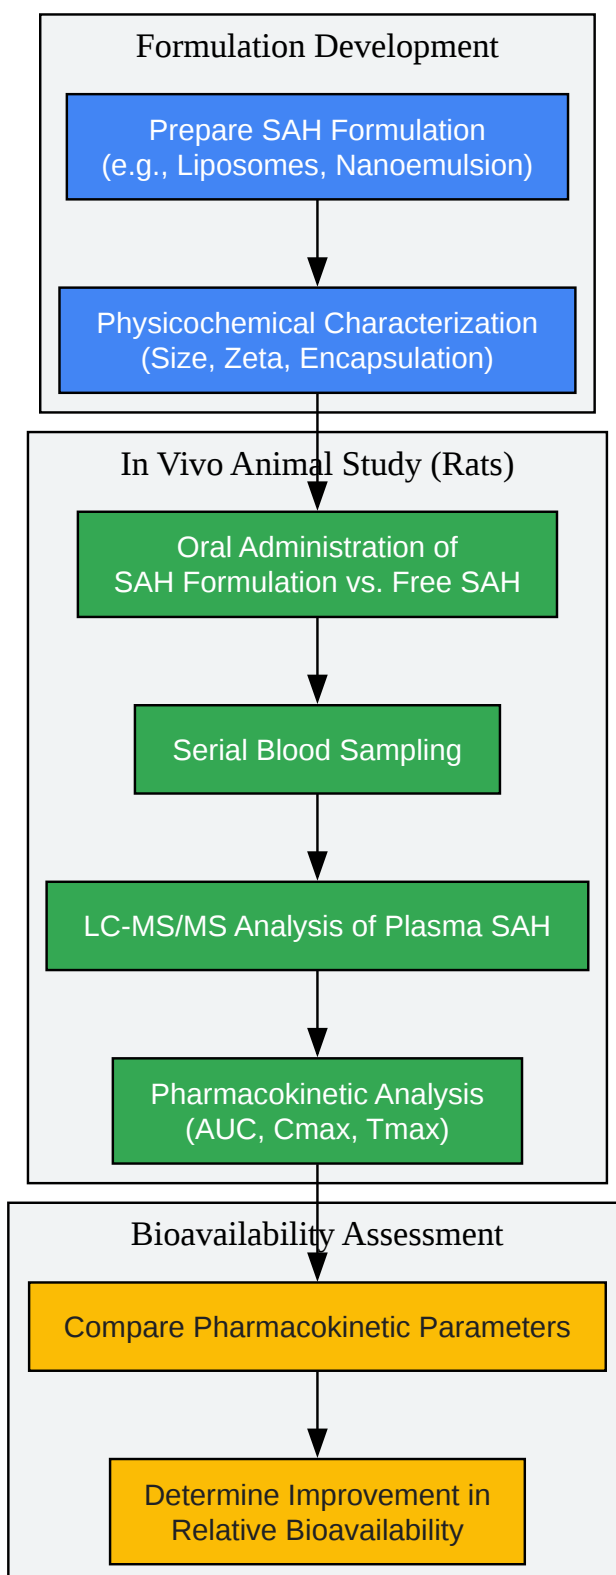 Formulation Development
Prepare SAH Formulation
(e.g., Liposomes, Nanoemulsion)
Physicochemical Characterization
(Size, Zeta, Encapsulation)
In Vivo Animal Study (Rats)
Oral Administration of
SAH Formulation vs. Free SAH
Serial Blood Sampling
LC-MS/MS Analysis of Plasma SAH
Pharmacokinetic Analysis
(AUC, Cmax, Tmax)
Bioavailability Assessment
Compare Pharmacokinetic Parameters
Determine Improvement in
Relative Bioavailability